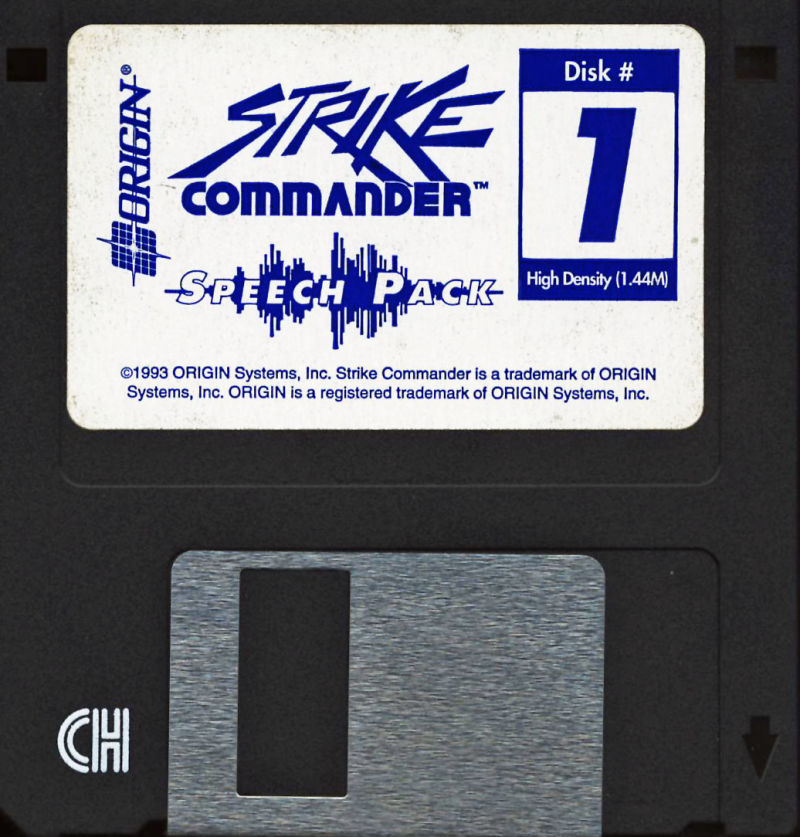 ORIGIN®
STRIKE
COMMANDER™
SPEECH PACK
Disk #
1
High Density (1.44M)
©1993 ORIGIN Systems, Inc. Strike Commander is a trademark of ORIGIN
Systems, Inc. ORIGIN is a registered trademark of ORIGIN Systems, Inc.
CH